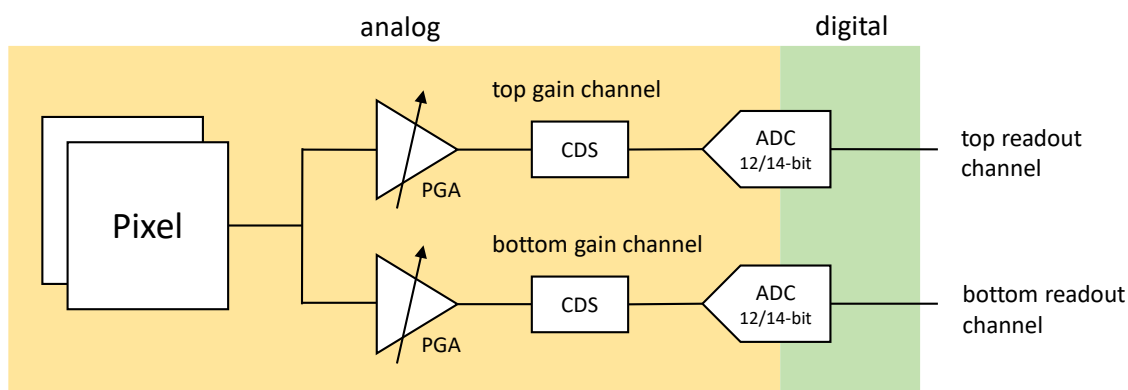 analog
digital
top gain channel
PGA
CDS
ADC
12/14-bit
top readout
channel
Pixel
bottom gain channel
PGA
CDS
ADC
12/14-bit
bottom readout
channel